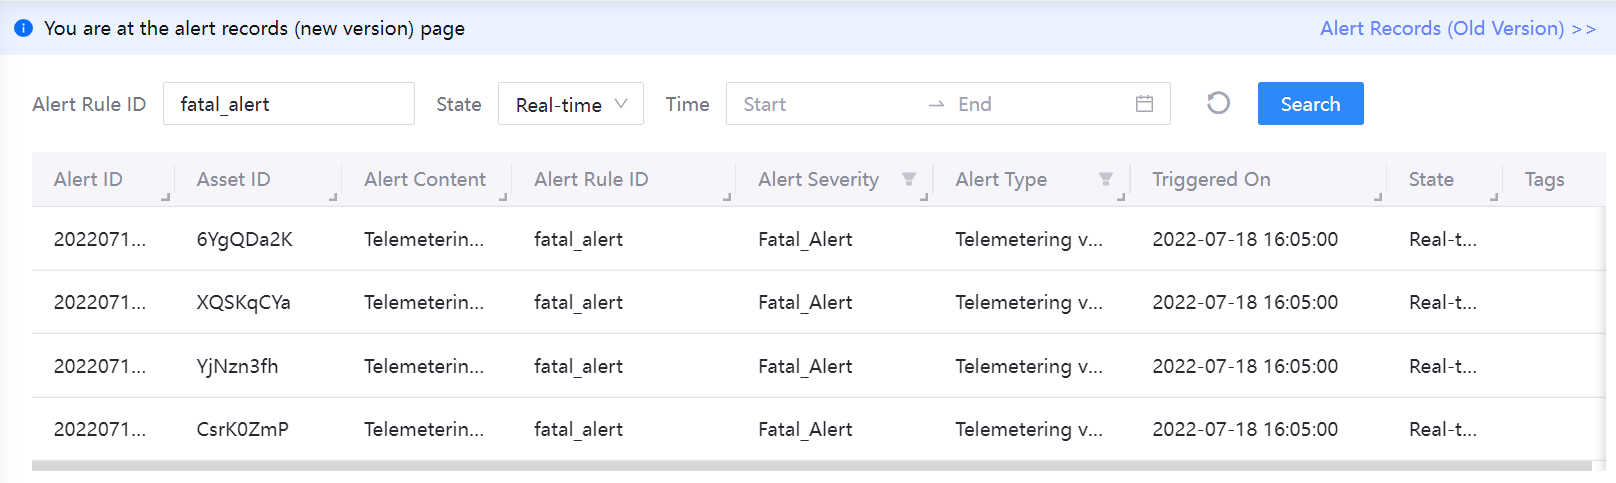 You are at the alert records (new version) page Alert Records (Old Version) >>
Alert Rule ID fatal_alert State Real-time Time Start → End Search
Alert ID Asset ID Alert Content Alert Rule ID Alert Severity Alert Type Triggered On State Tags
2022071... 6YgQDa2K Telemeterin... fatal_alert Fatal_Alert Telemetering v... 2022-07-18 16:05:00 Real-t...
2022071... XQSKqCYa Telemeterin... fatal_alert Fatal_Alert Telemetering v... 2022-07-18 16:05:00 Real-t...
2022071... YjNzn3fh Telemeterin... fatal_alert Fatal_Alert Telemetering v... 2022-07-18 16:05:00 Real-t...
2022071... CsrK0ZmP Telemeterin... fatal_alert Fatal_Alert Telemetering v... 2022-07-18 16:05:00 Real-t...